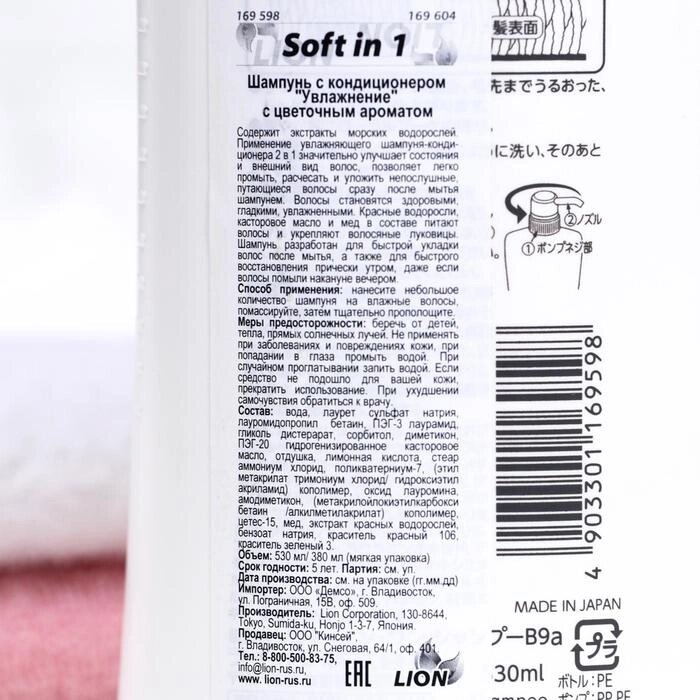 169 598 169 604
LION
Soft in 1
Шампунь с кондиционером
"Увлажнение"
с цветочным ароматом
Содержит экстракты морских водорослей.
Применение увлажняющего шампуня-конди-
ционера 2 в 1 значительно улучшает состояния
и внешний вид волос, позволяет легко
промыть, расчесать и уложить непослушные,
путающиеся волосы сразу после мытья
шампунем. Волосы становятся здоровыми,
гладкими, увлажненными. Красные водоросли,
касторовое масло и мед в составе питают
волосы и укрепляют волосяные луковицы.
Шампунь разработан для быстрой укладки
волос после мытья, а также для быстрого
восстановления прически утром, даже если
волосы помыли накануне вечером.
Способ применения: нанесите небольшое
количество шампуня на влажные волосы,
помассируйте, затем тщательно прополощите.
Меры предосторожности: беречь от детей,
тепла, прямых солнечных лучей. Не применять
при заболеваниях и повреждениях кожи, при
попадании в глаза промыть водой. При
случайном проглатывании запить водой. Если
средство не подошло для вашей кожи,
прекратить использование. При ухудшении
самочувствия обратиться к врачу.
Состав: вода, лаурет сульфат натрия,
лауромидопропил бетаин, ПЭГ-3 лаурамид,
гликоль дистерарат, сорбитол, диметикон,
ПЭГ-20 гидрогенизированное касторовое
масло, отдушка, лимонная кислота, стеар
аммониум хлорид, поликватериум-7, (этил
метакрилат тримониум хлорид/ гидроксиэтил
акриламид) кополимер, оксид лауромина,
амодиметикон, (метакрилойлокиэтилкарбокси
бетаин /алкилметилакрилат) кополимер,
цетес-15, мед, экстракт красных водорослей,
бензоат натрия, краситель красный 106,
краситель зеленый 3.
Объем: 530 мл/ 380 мл (мягкая упаковка)
Срок годности: 5 лет. Партия: см. уп.
Дата производства: см. на упаковке (гг.мм.дд)
Импортер: ООО «Демсо», г. Владивосток,
ул. Пограничная, 15В, оф. 509.
Производитель: Lion Corporation, 130-8644,
Tokyo, Sumida-ku, Honjo 1-3-7, Япония.
Продавец: ООО "Кинсей",
г. Владивосток, ул. Снеговая, 64/1, оф. 401
Тел.: 8-800-500-83-75,
info@lion-rus.ru, lion-rus.ru
EAC LION
髪表面
先までうるおった、
に洗い、そのあと
②ノズル
①ポンプネジ部
4 903301 169598
MADE IN JAPAN
プーB9a
プラ
30ml
ボトル：PE